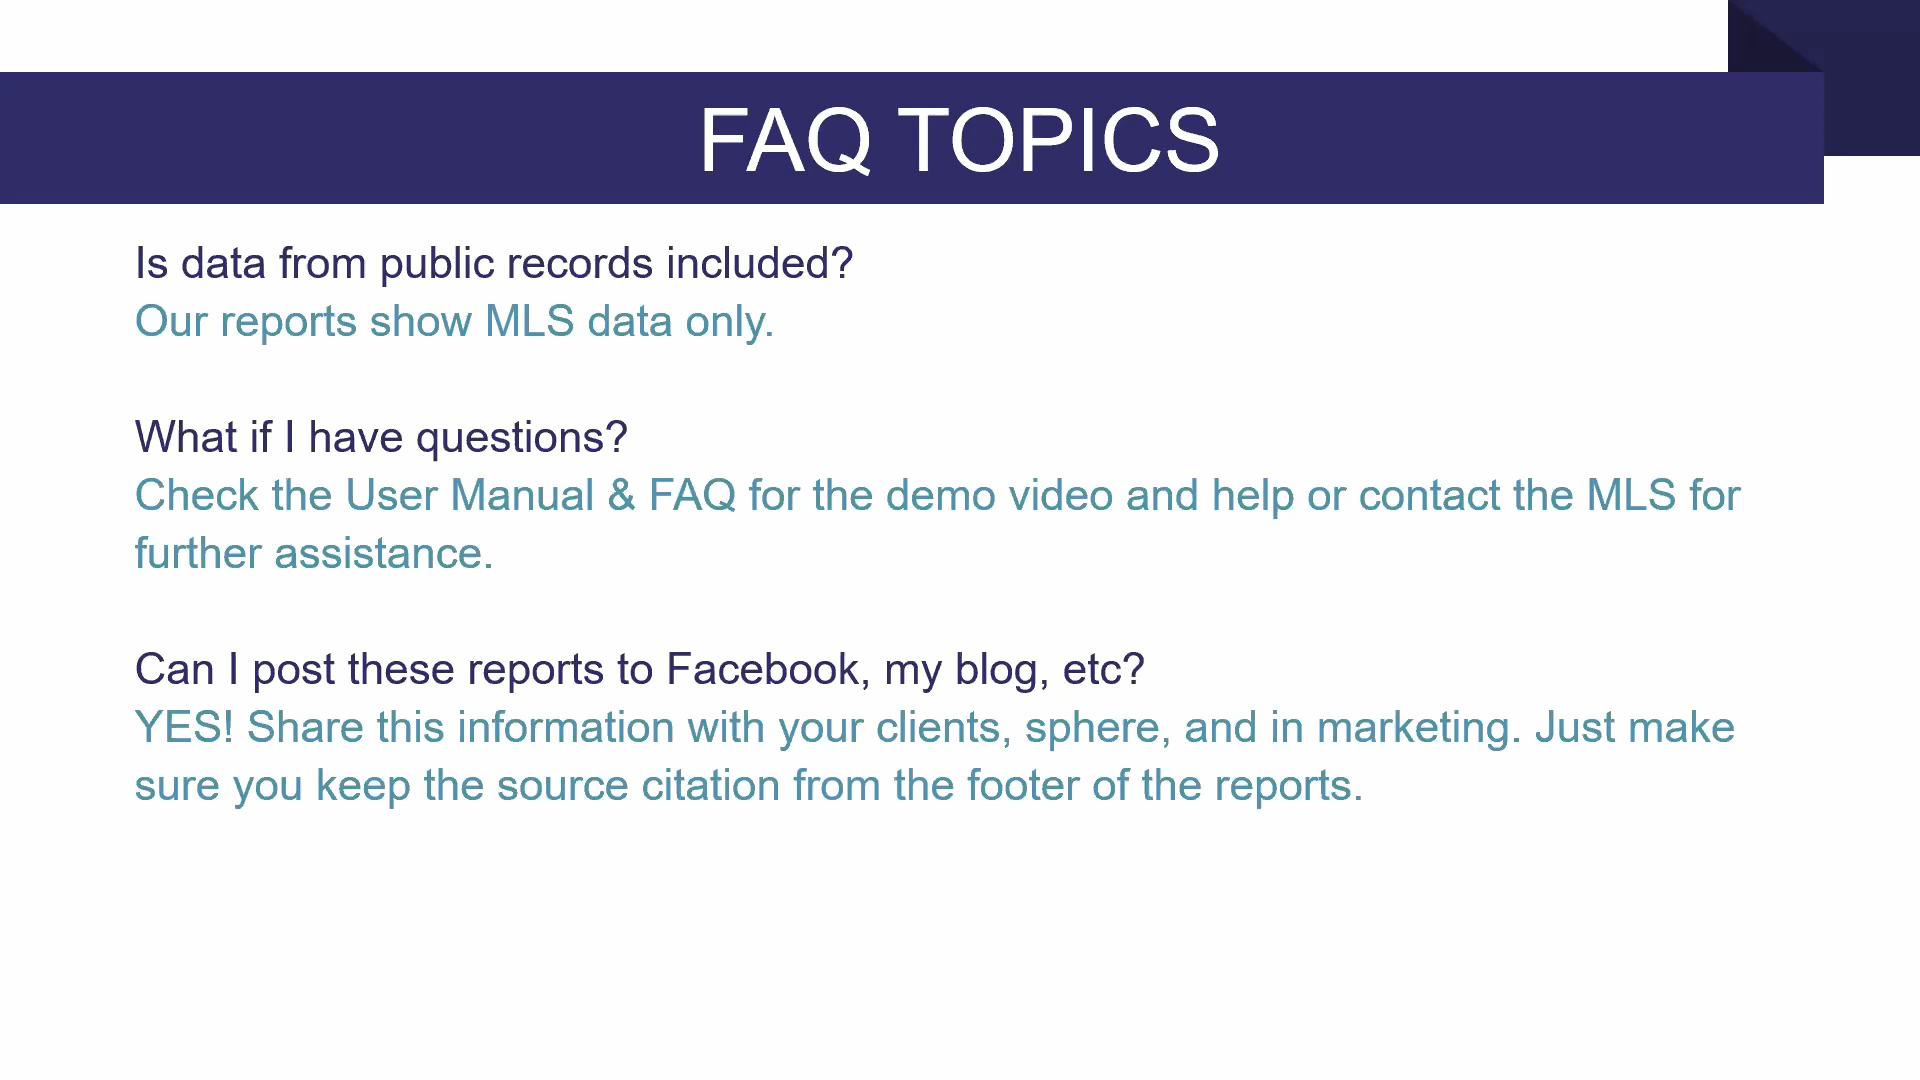 FAQ TOPICS
Is data from public records included?
Our reports show MLS data only.
What if I have questions?
Check the User Manual & FAQ for the demo video and help or contact the MLS for
further assistance.
Can I post these reports to Facebook, my blog, etc?
YES! Share this information with your clients, sphere, and in marketing. Just make
sure you keep the source citation from the footer of the reports.